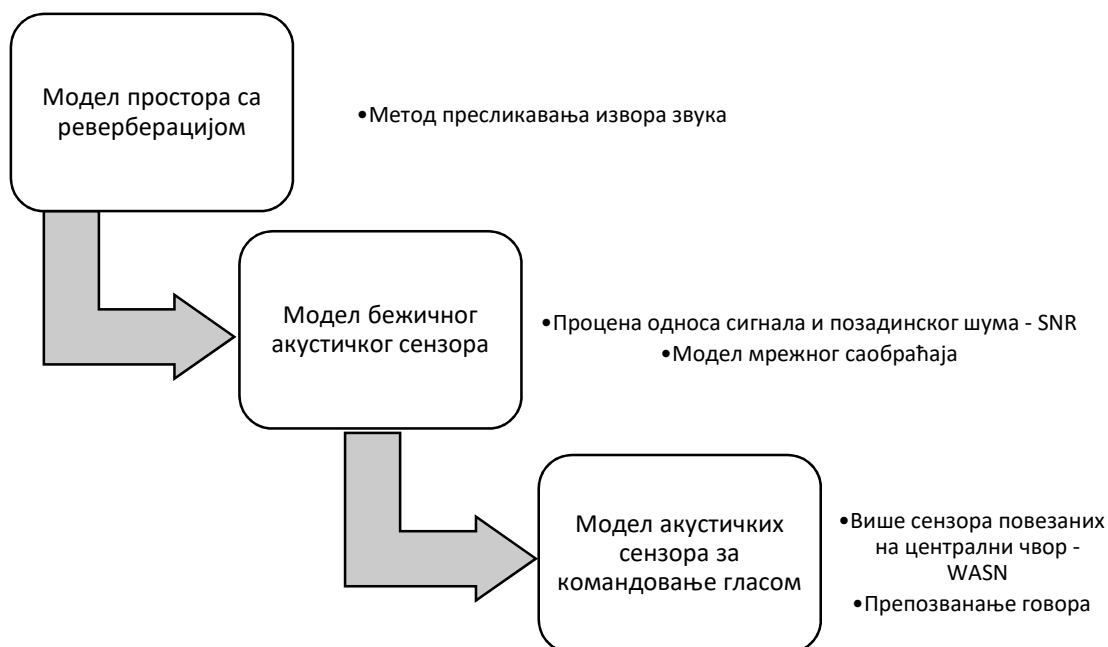 Модел простора са
реверберацијом
•Метод пресликавања извора звука
Модел бежичног
акустичког сензора
•Процена односа сигнала и позадинског шума - SNR
•Модел мрежног саобраћаја
Модел акустичких
сензора за
командовање гласом
•Више сензора повезаних
на централни чвор -
WASN
•Препозванање говора